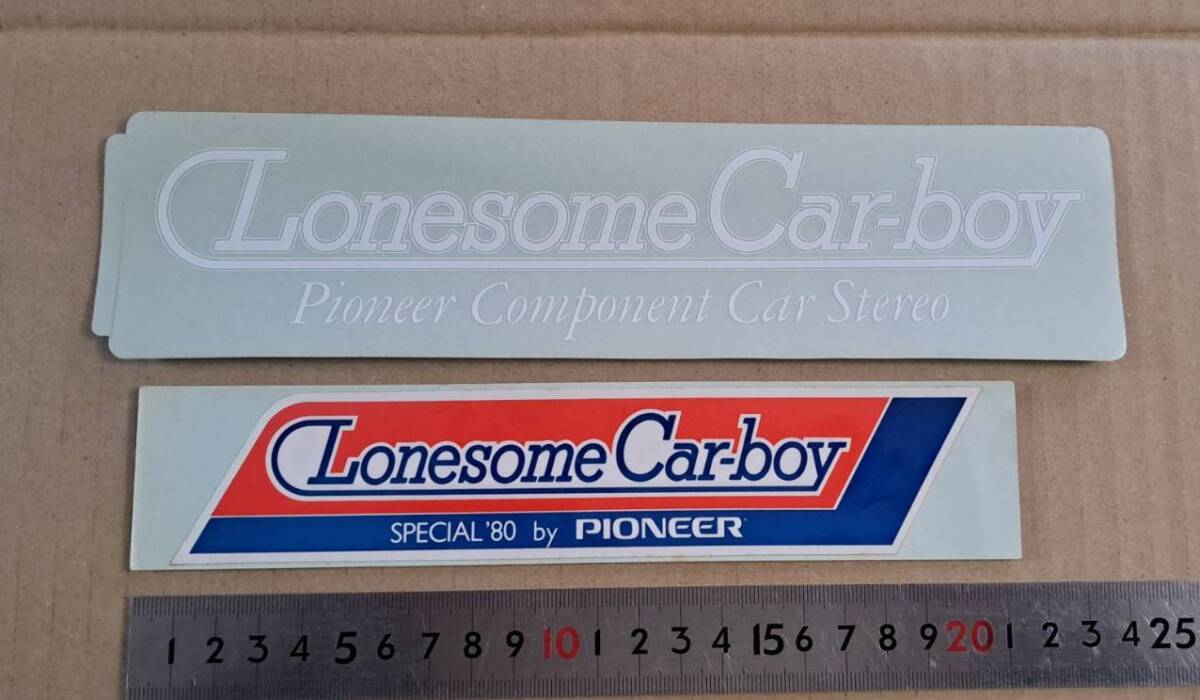 Lonesome Car-boy
Pioneer Component Car Stereo
Lonesome Car-boy
SPECIAL '80 by PIONEER
1 2 3 4 5 6 7 8 9 10 1 2 3 4 15 6 7 8 9 20 1 2 3 4 25